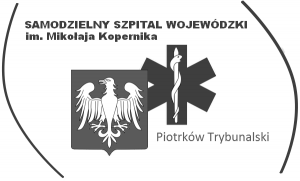 SAMODZIELNY SZPITAL WOJEWÓDZKI
im. Mikołaja Kopernika
Piotrków Trybunalski